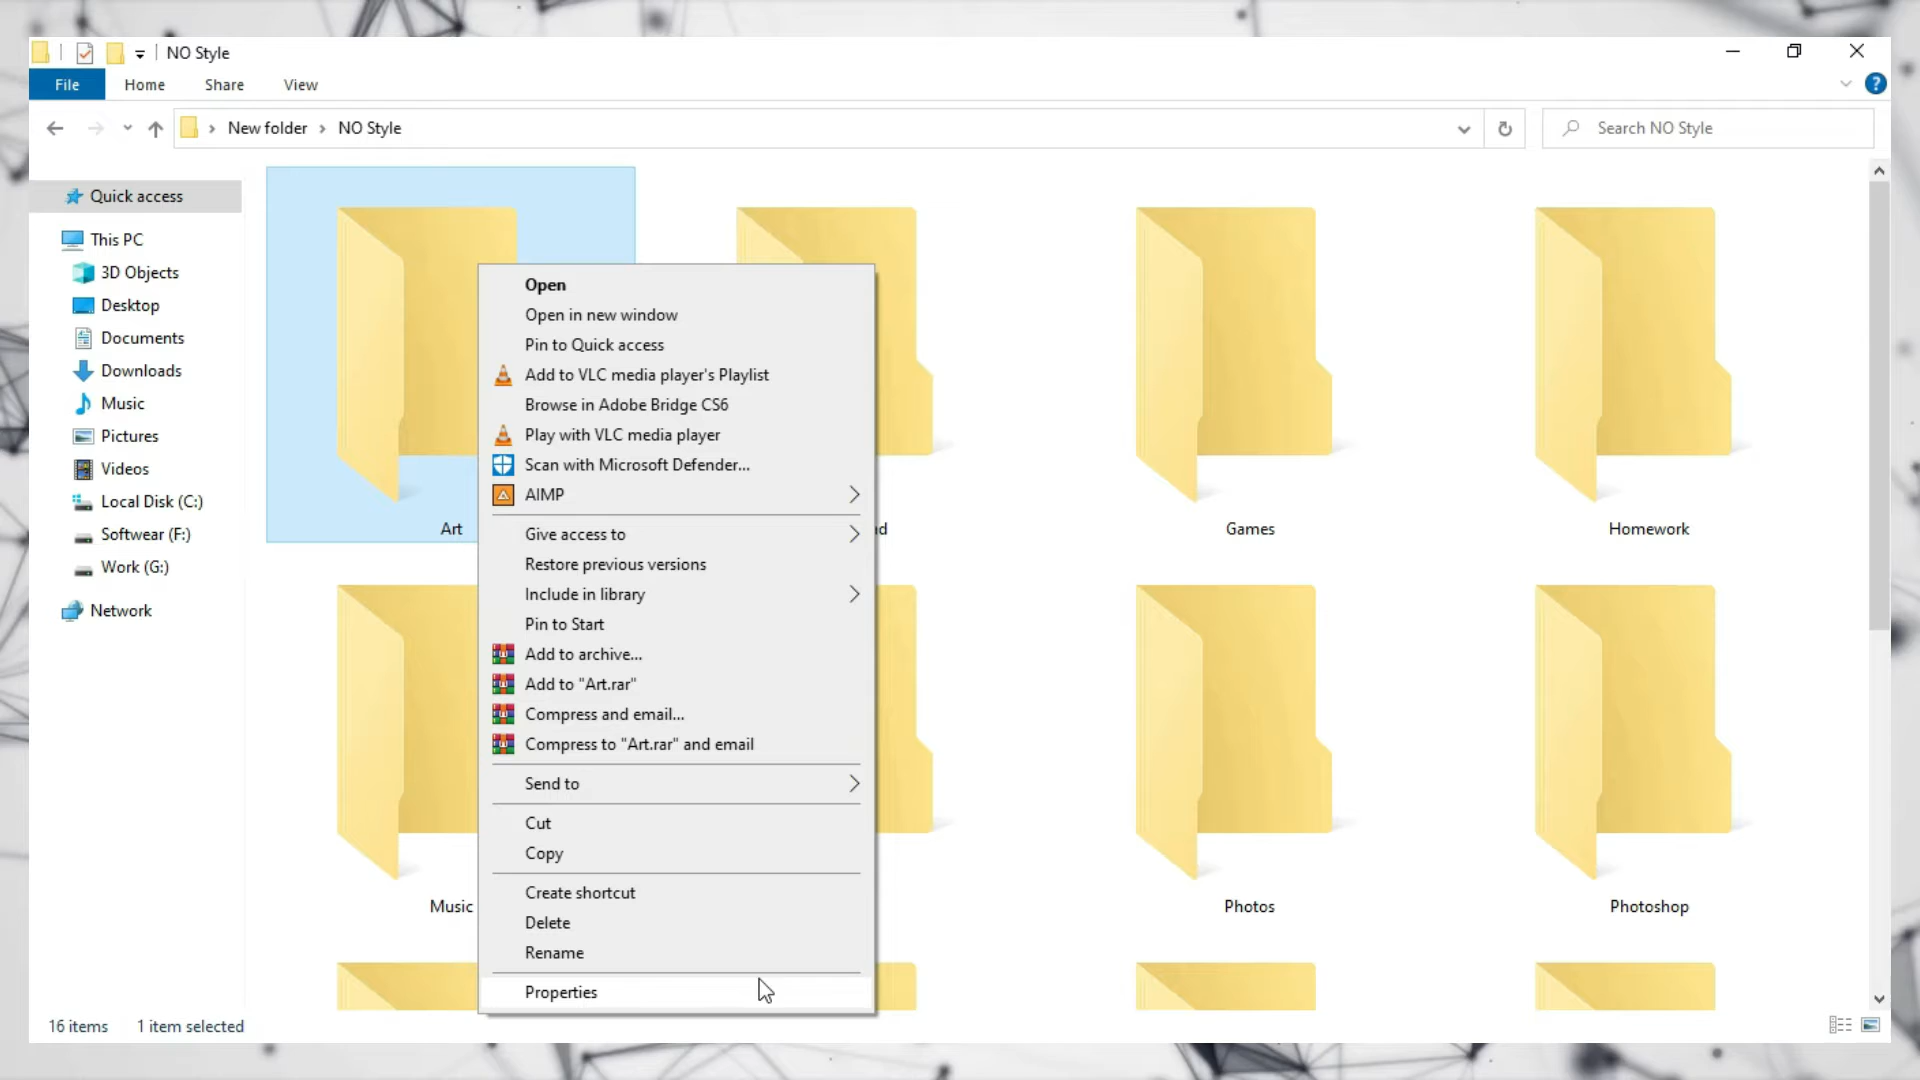 NO Style
File Home Share View
New folder › NO Style
Search NO Style
Quick access
This PC
3D Objects
Desktop
Documents
Downloads
Music
Pictures
Videos
Local Disk (C:)
Softwear (F:)
Work (G:)
Network
Open
Open in new window
Pin to Quick access
Add to VLC media player's Playlist
Browse in Adobe Bridge CS6
Play with VLC media player
Scan with Microsoft Defender...
AIMP
Give access to
Restore previous versions
Include in library
Pin to Start
Add to archive...
Add to "Art.rar"
Compress and email...
Compress to "Art.rar" and email
Send to
Cut
Copy
Create shortcut
Delete
Rename
Properties
Art
Games
Homework
Music
Photos
Photoshop
16 items 1 item selected